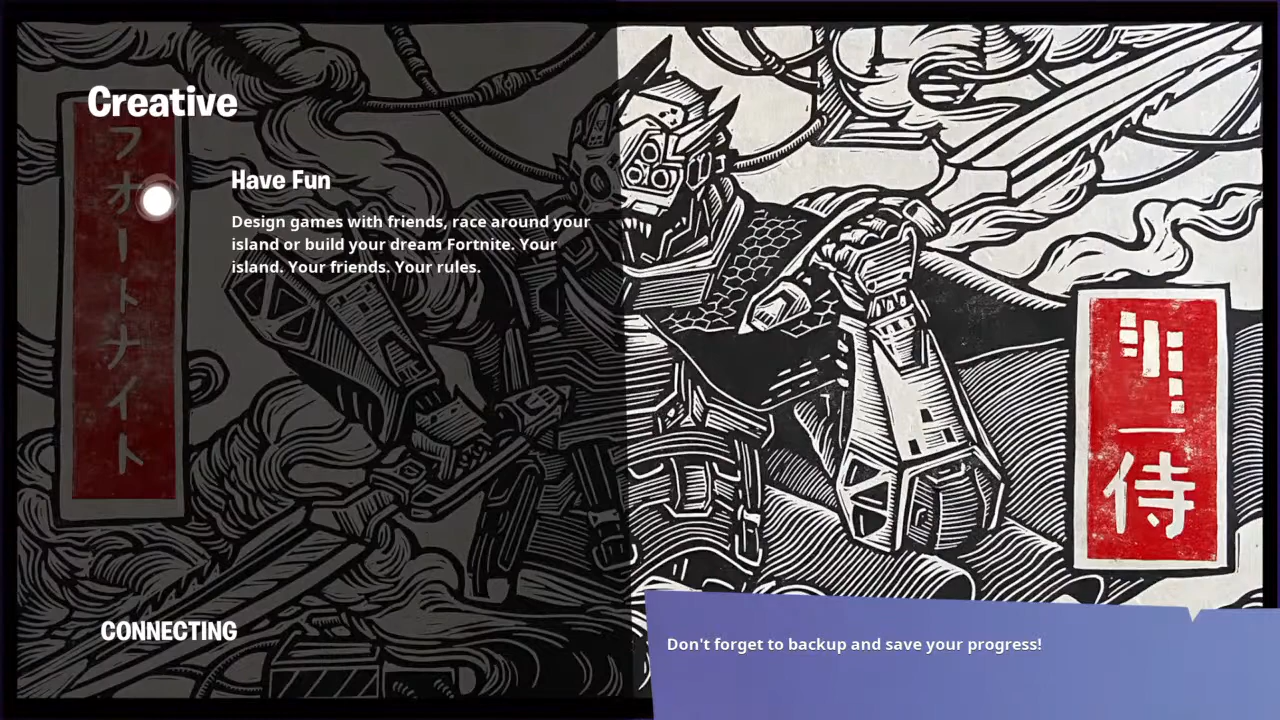 Creative
フォートナイト
Have Fun
Design games with friends, race around your
island or build your dream Fortnite. Your
island. Your friends. Your rules.
侍
CONNECTING
Don't forget to backup and save your progress!